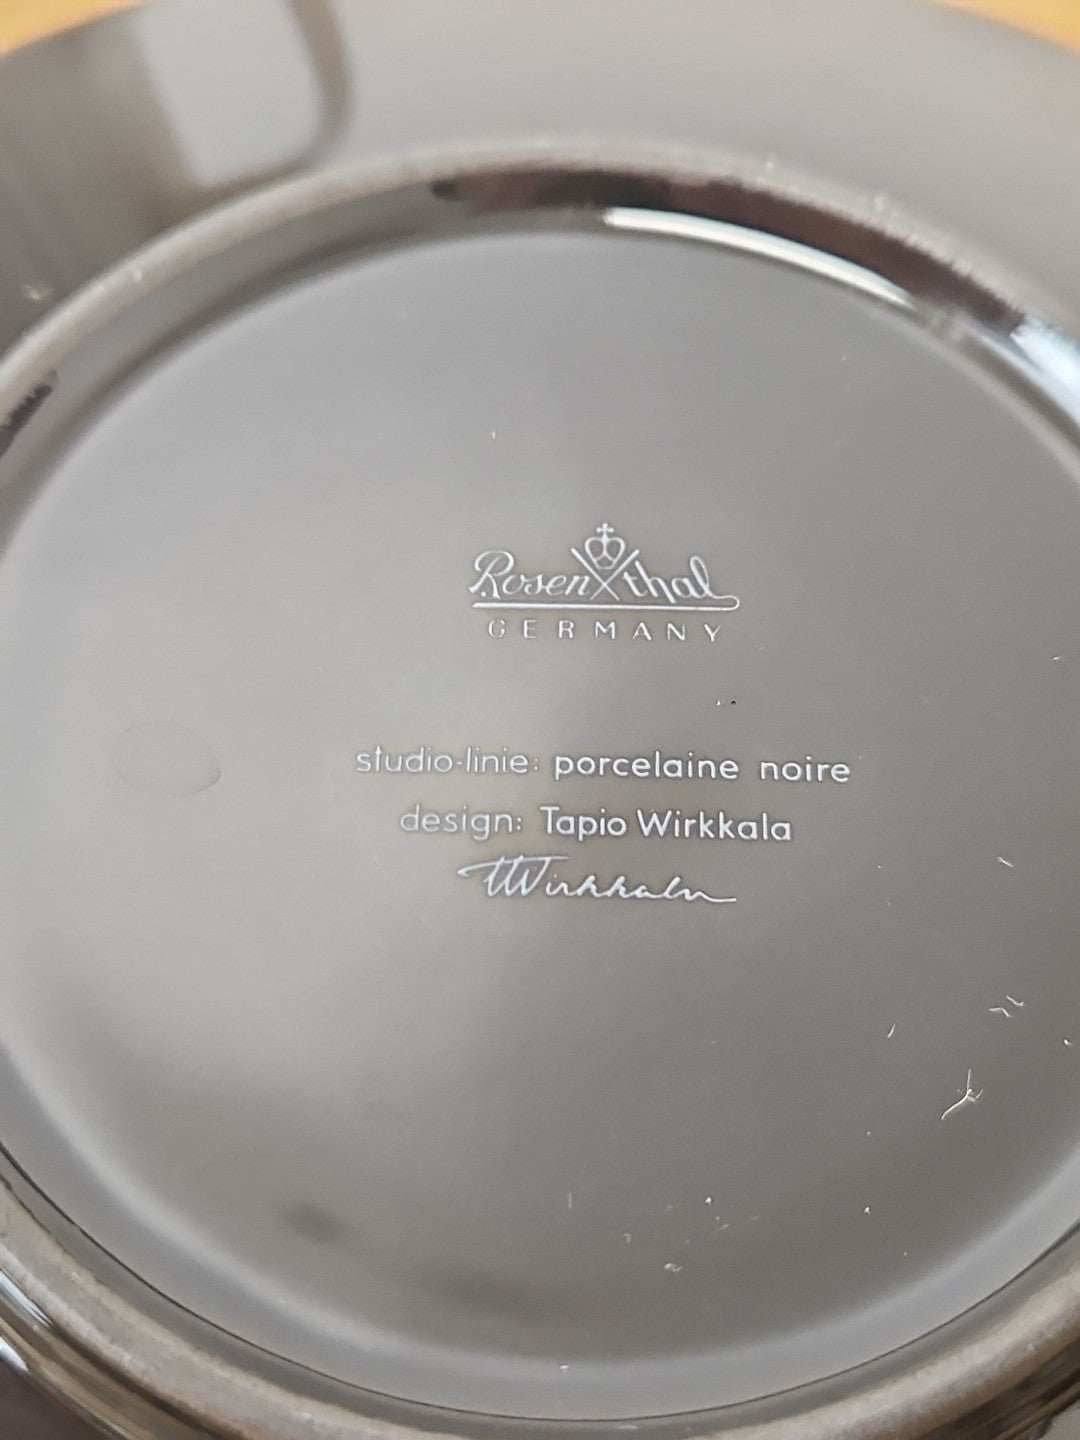 Rosenthal
GERMANY
studio-linie: porcelaine noire
design: Tapio Wirkkala
TWirkkala